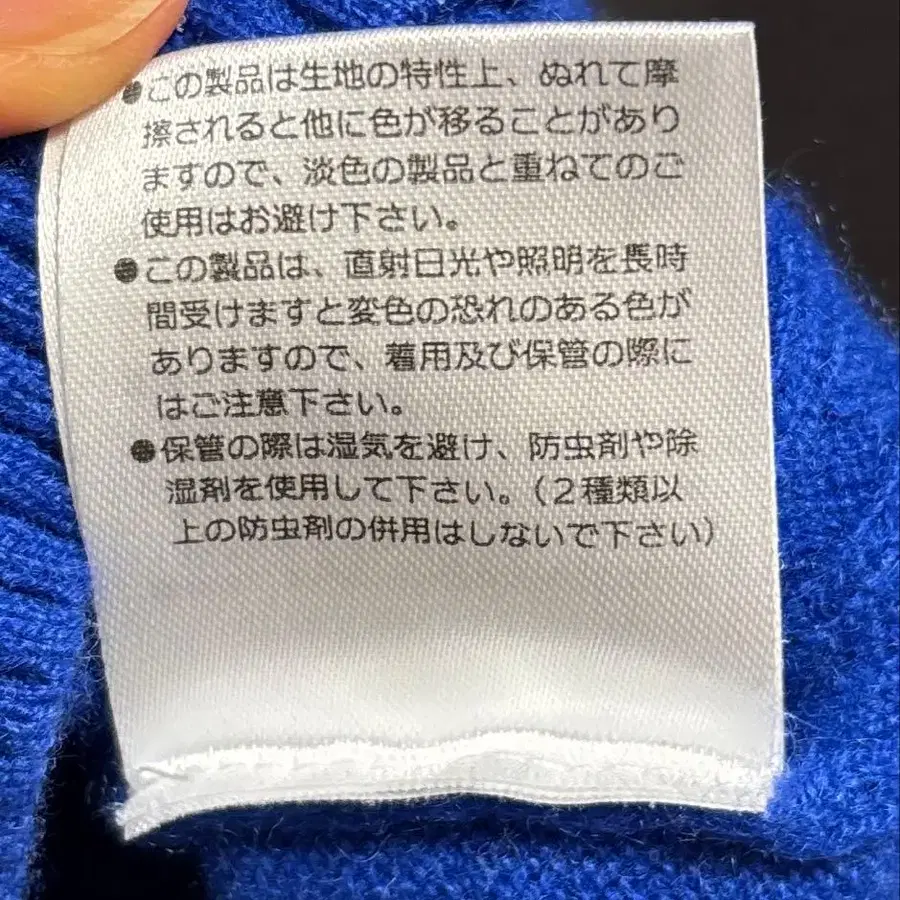 ●この製品は生地の特性上、ぬれて摩
擦されると他に色が移ることがあり
ますので、淡色の製品と重ねてのご
使用はお避け下さい。
●この製品は、直射日光や照明を長時
間受けますと変色の恐れのある色が
ありますので、着用及び保管の際に
はご注意下さい。
●保管の際は湿気を避け、防虫剤や除
湿剤を使用して下さい。(2種類以
上の防虫剤の併用はしないで下さい)